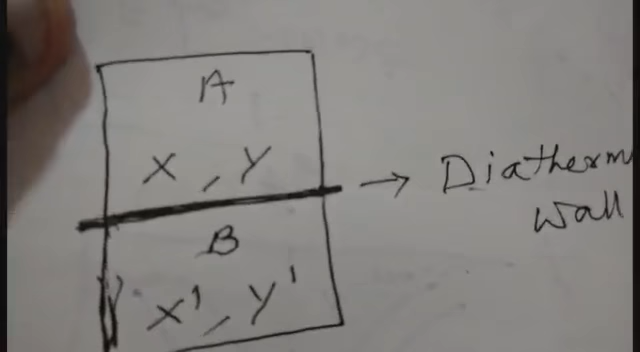 A
X, Y
→ Diatherm
wall
B
X', Y'